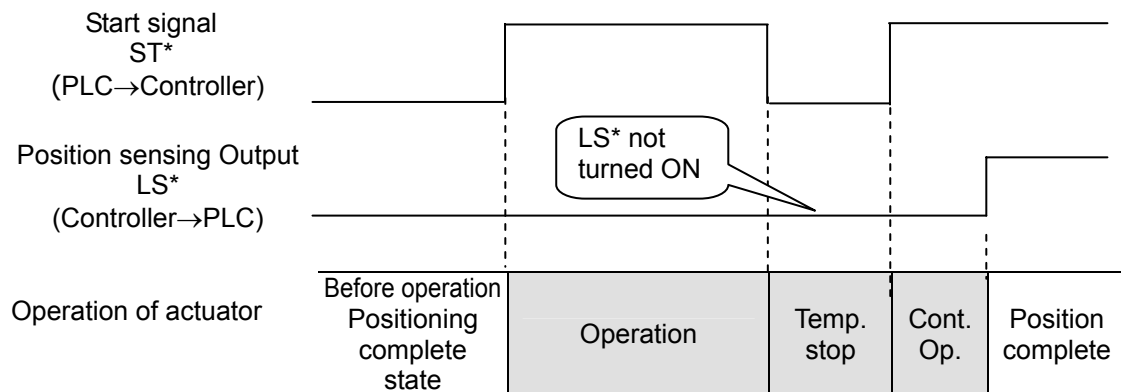 Start signal
ST*
(PLC→Controller)
LS* not
turned ON
Position sensing Output
LS*
(Controller→PLC)
Operation of actuator
Before operation
Positioning
complete
state
Operation
Temp.
stop
Cont.
Op.
Position
complete